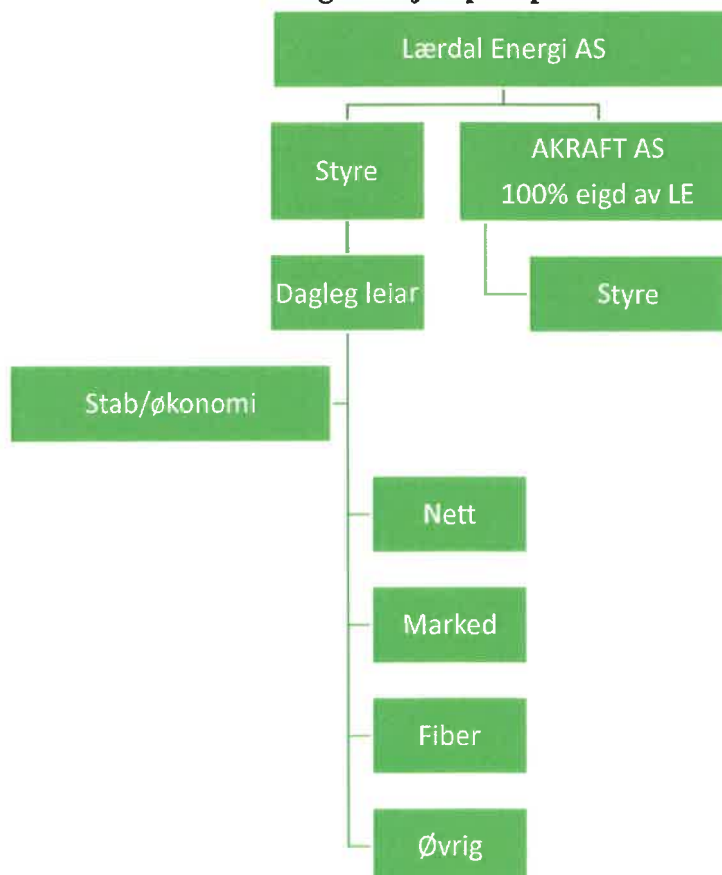 Lærdal Energi AS
Styre
AKRAFT AS
100% eigd av LE
Dagleg leiar
Styre
Stab/økonomi
Nett
Marked
Fiber
Øvrig